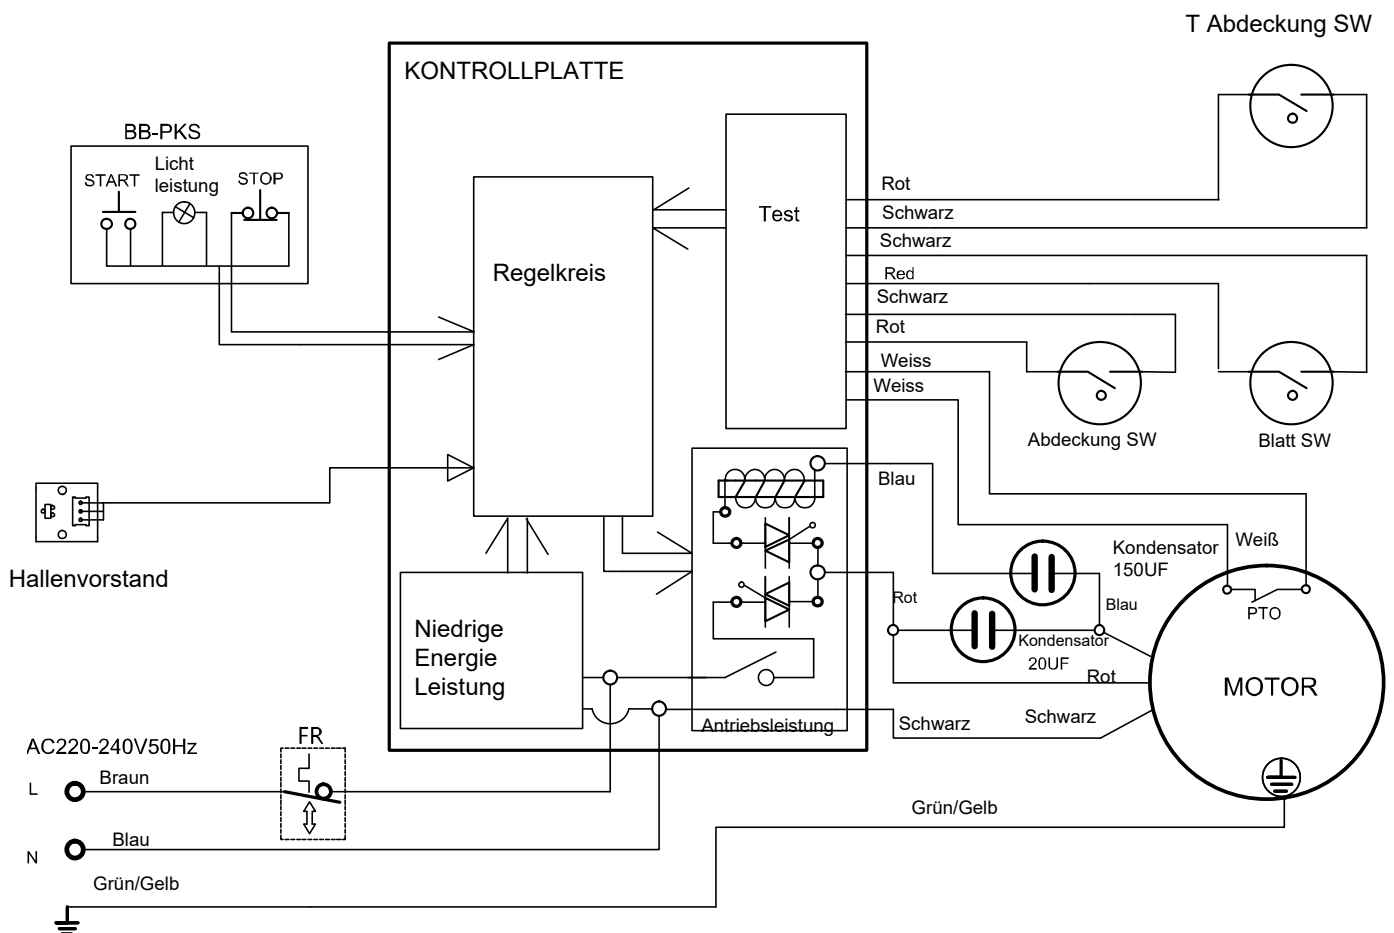 T Abdeckung SW
KONTROLLPLATTE
BB-PKS
START
Licht
leistung
STOP
Regelkreis
Test
Rot
Schwarz
Schwarz
Red
Schwarz
Rot
Weiss
Weiss
Abdeckung SW
Blatt SW
Hallenvorstand
Niedrige
Energie
Leistung
Blau
Kondensator
150UF
Weiß
PTO
Rot
Blau
Kondensator
20UF
Rot
MOTOR
Antriebsleistung
Schwarz
Schwarz
AC220-240V50Hz
FR
L
Braun
N
Blau
Grün/Gelb
Grün/Gelb